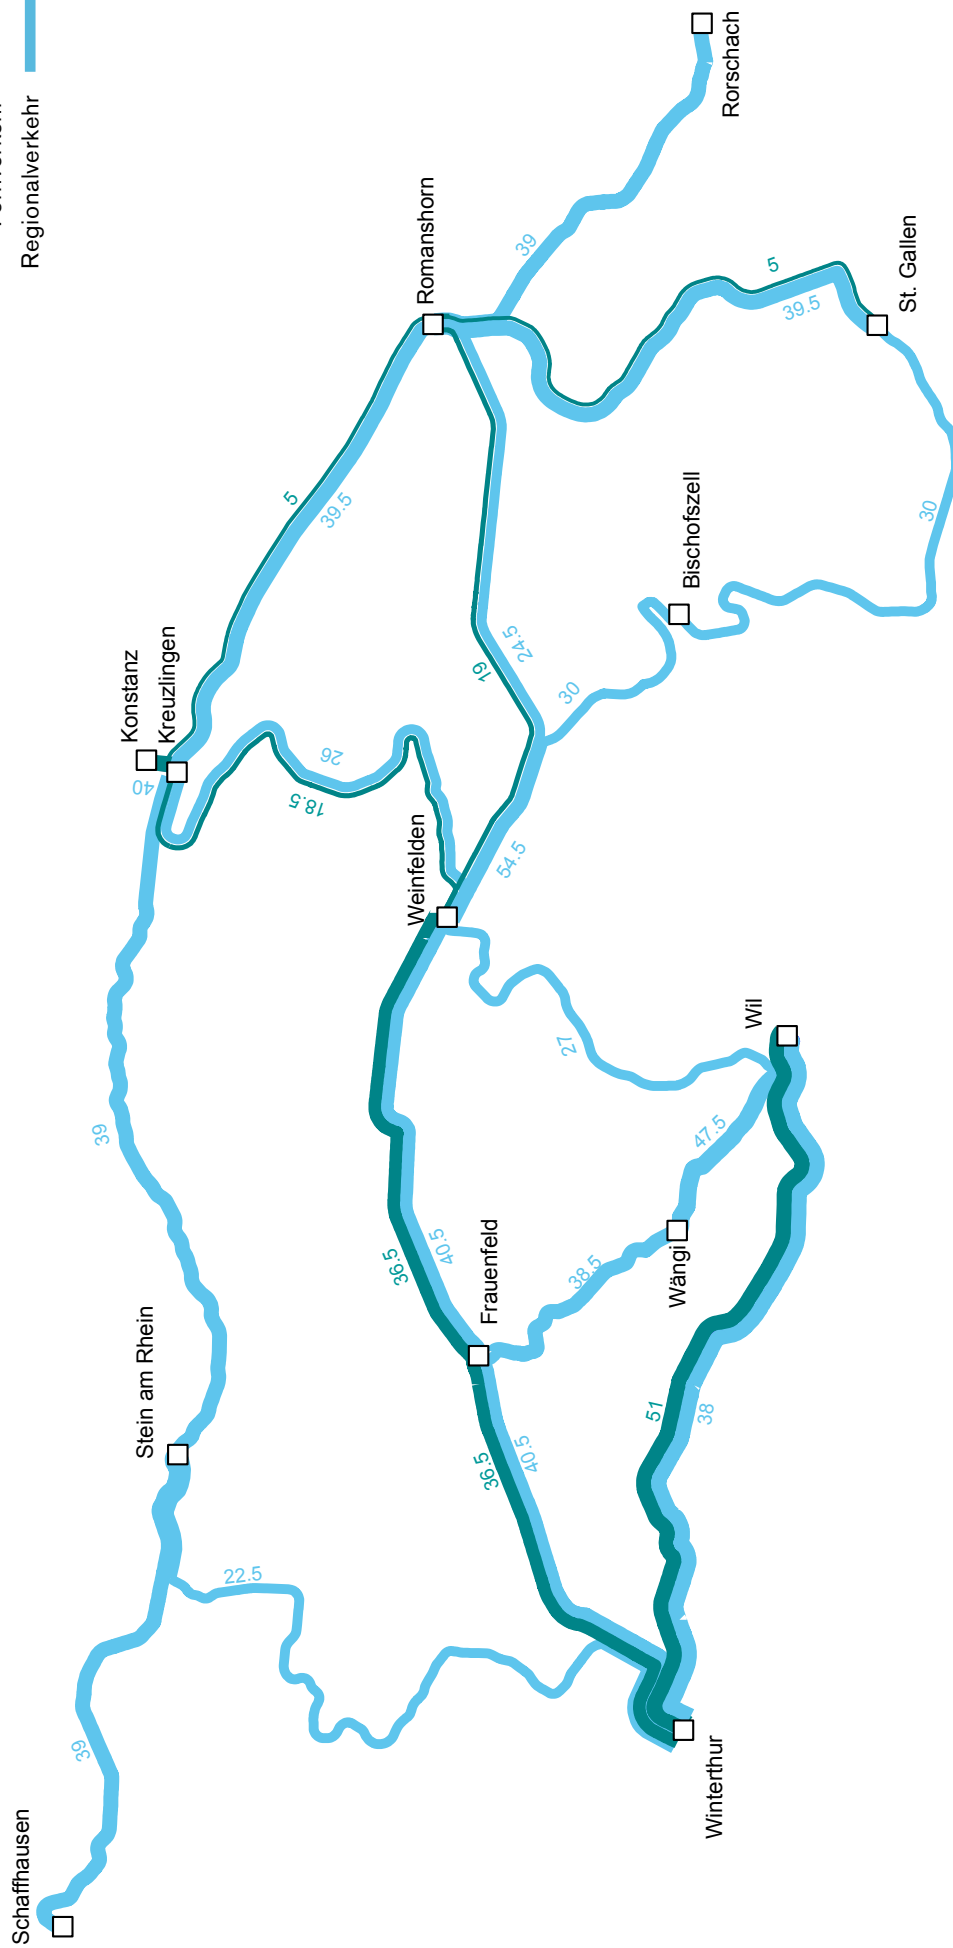 Regionalverkehr
Schaffhausen
39
22.5
Stein am Rhein
39
Konstanz
Kreuzlingen
40
5
39.5
Romanshorn
39
Rorschach
26
18.5
Weinfelden
54.5
19
24.5
30
Bischofszell
30
5
39.5
St. Gallen
36.5
40.5
Frauenfeld
36.5
40.5
38.5
Wängi
47.5
27
Wil
51
38
Winterthur